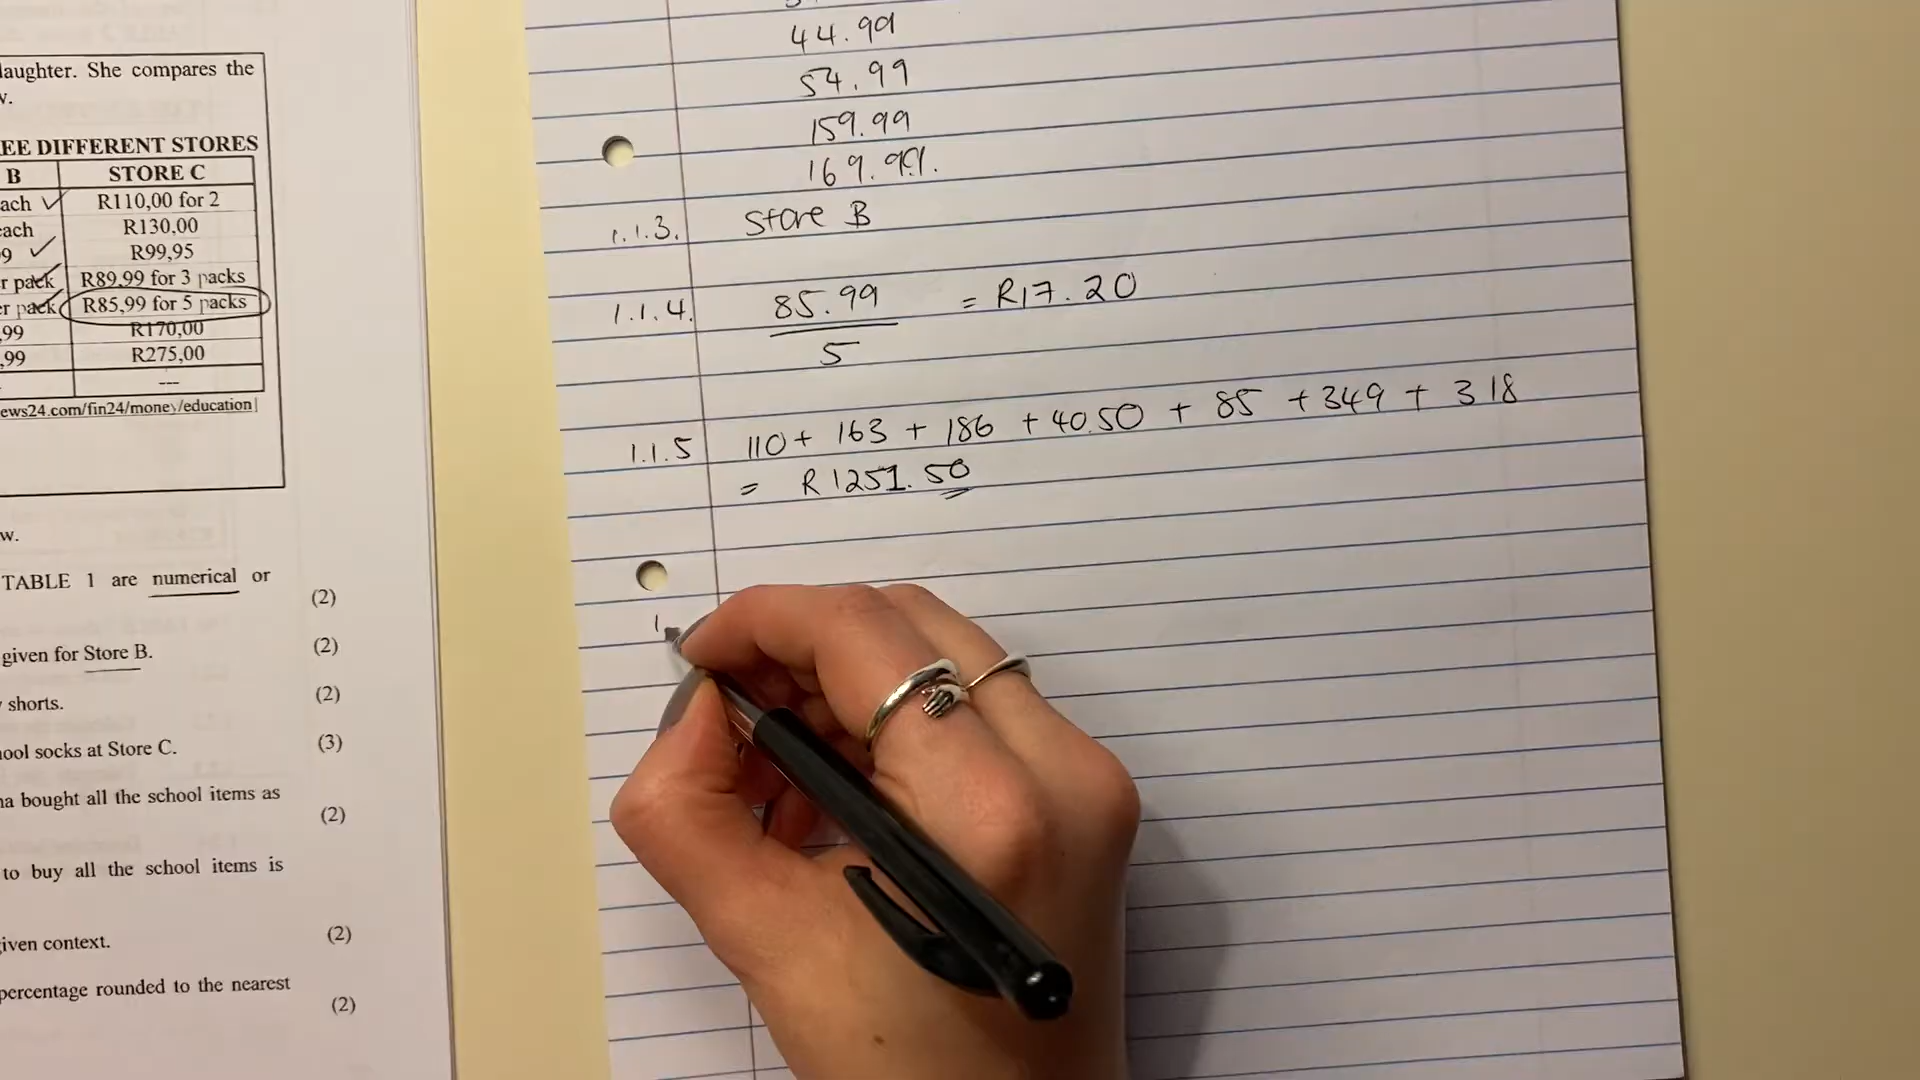 laughter. She compares the
w.
EE DIFFERENT STORES
B STORE C
ach ✓ R110,00 for 2
each R130,00
9 ✓ R99,95
r pack R89,99 for 3 packs
er pack R85,99 for 5 packs
,99 R170,00
,99 R275,00
---
ews24.com/fin24/money/education
w.
TABLE 1 are numerical or
(2)
given for Store B. (2)
shorts. (2)
ool socks at Store C. (3)
na bought all the school items as
(2)
to buy all the school items is
iven context. (2)
percentage rounded to the nearest
(2)
44.99
54.99
159.99
169.99.
1.1.3. Store B
1.1.4. 85.99 = R17.20
5
1.1.5 110 + 163 + 186 + 40.50 + 85 + 349 + 318
= R1251.50
1